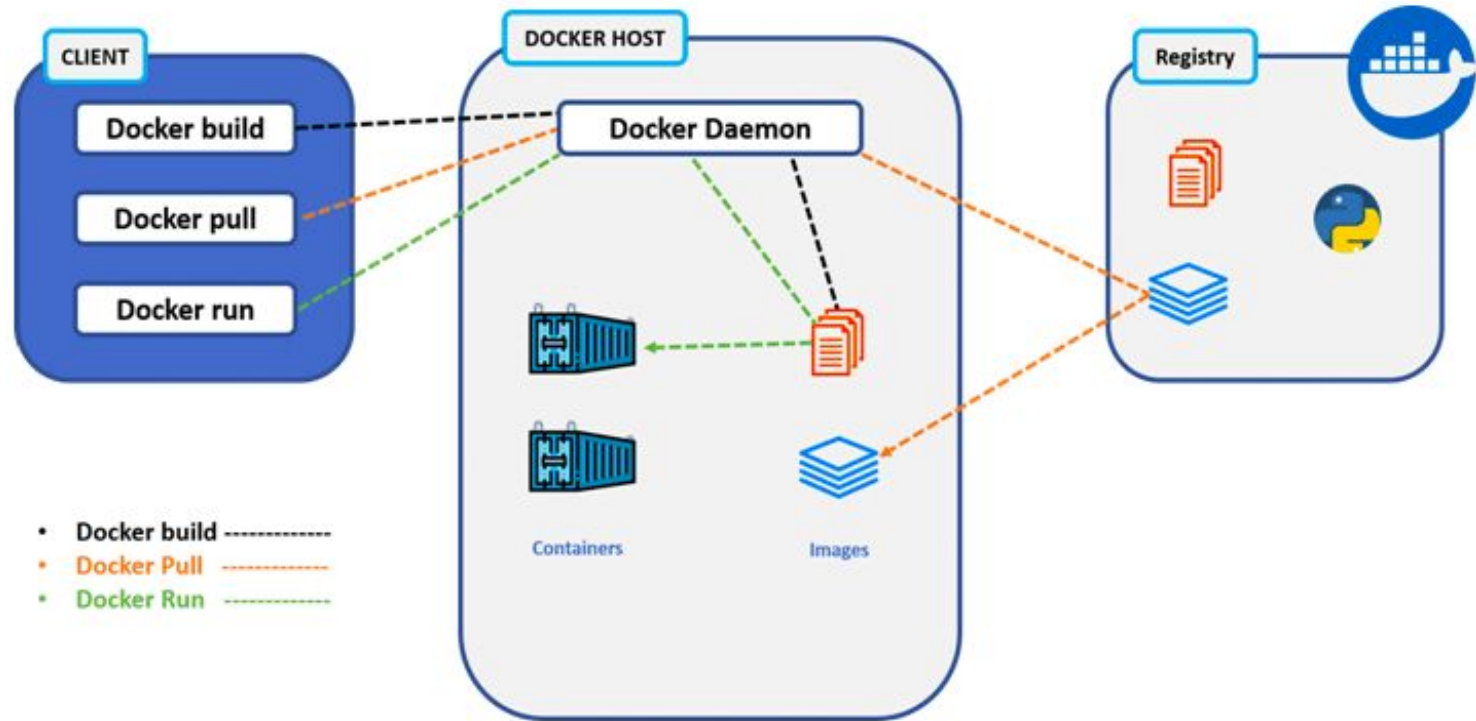 CLIENT
DOCKER HOST
Registry
Docker build
Docker pull
Docker run
Docker Daemon
Containers
Images
• Docker build -------------
• Docker Pull -------------
• Docker Run -------------